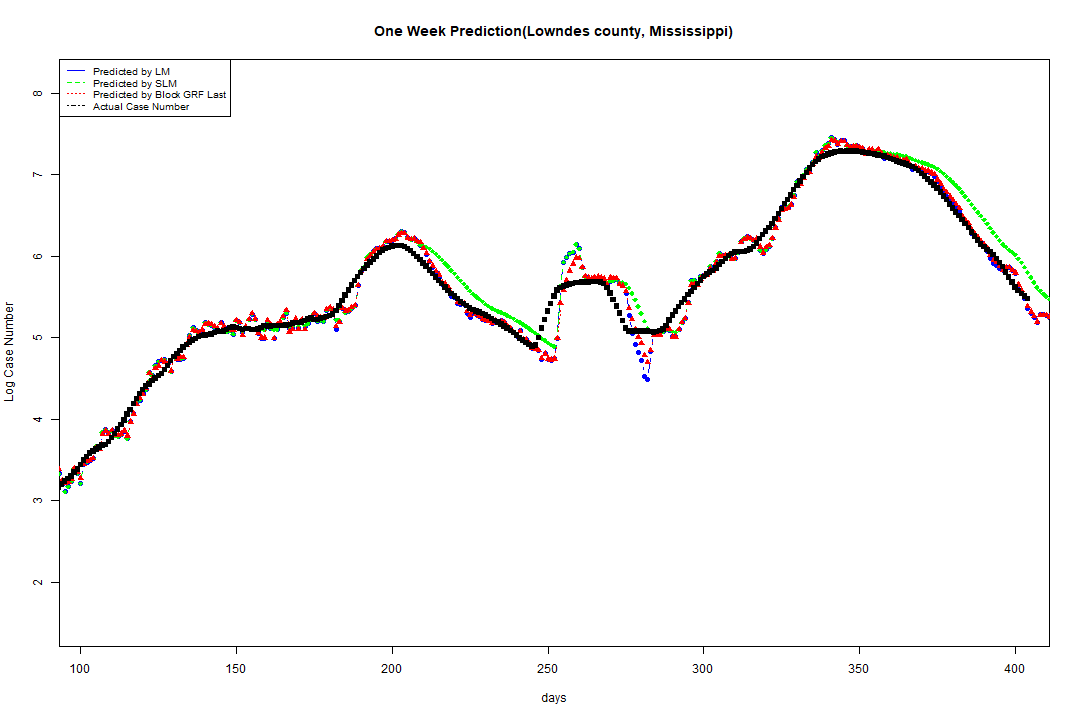 One Week Prediction(Lowndes county, Mississippi)
Predicted by LM
Predicted by SLM
Predicted by Block GRF Last
Actual Case Number
8
7
6
5
4
3
2
Log Case Number
100 150 200 250 300 350 400
days